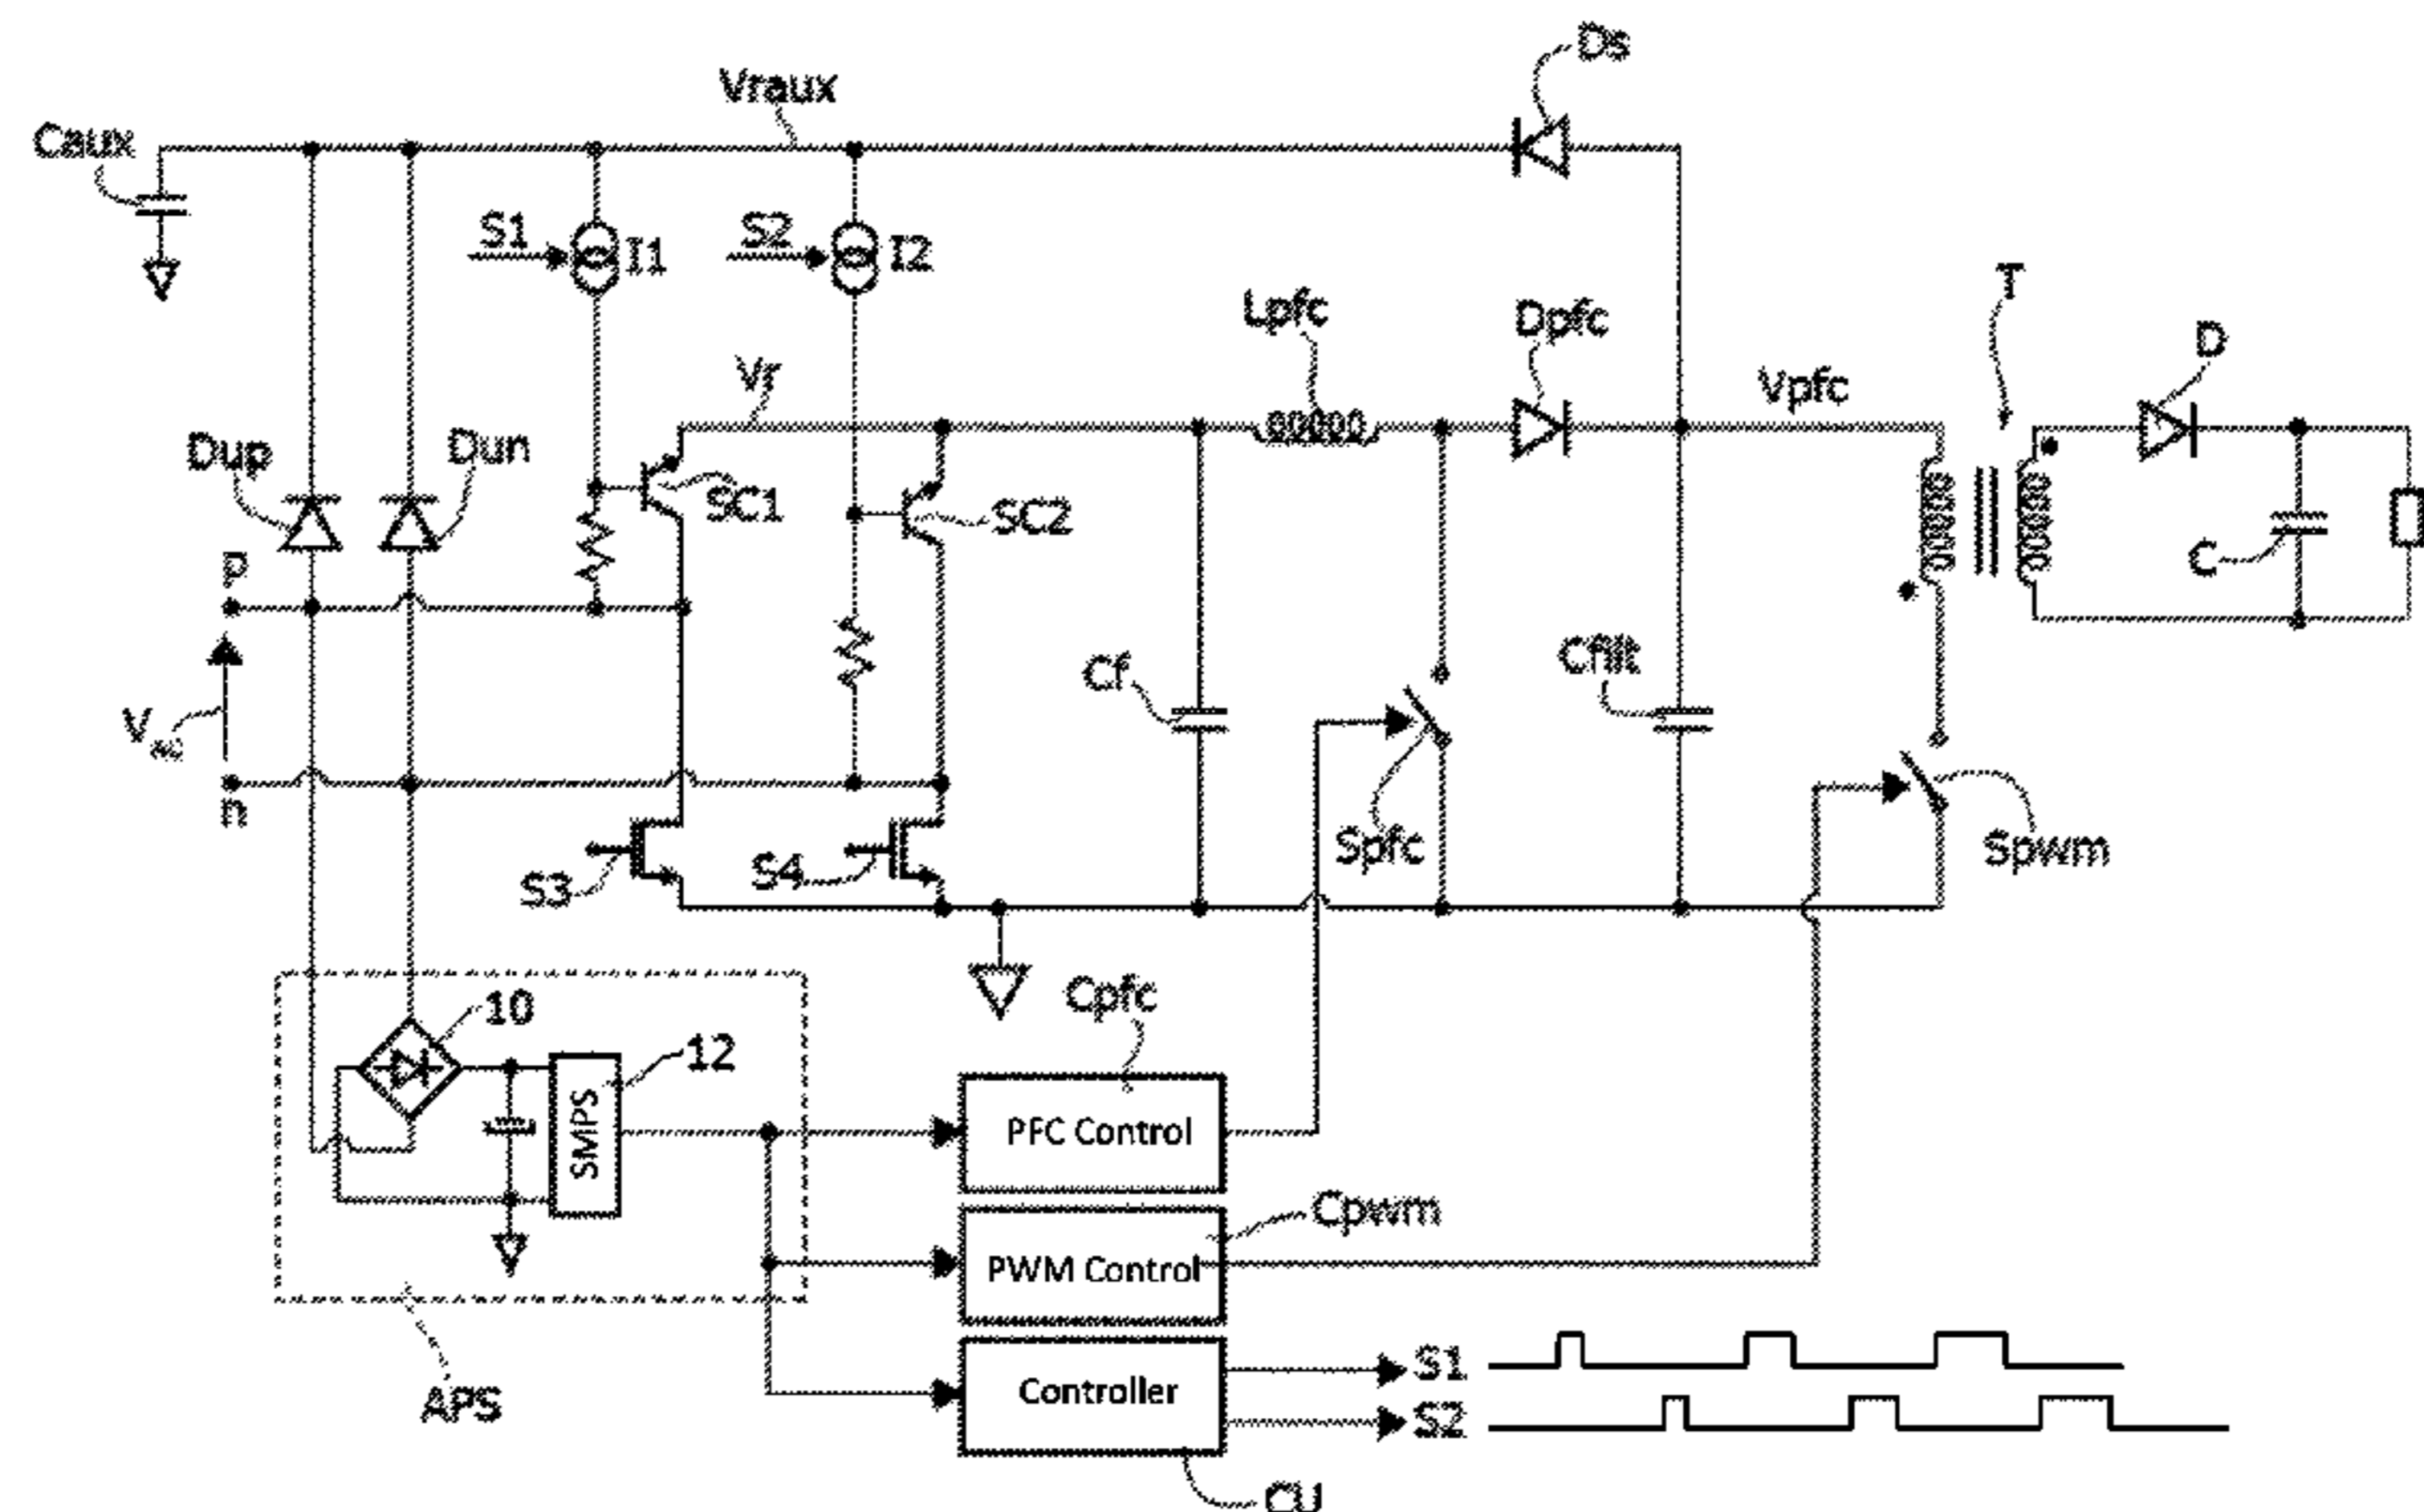 Ds
Vraux
Caux
S1
I1
S2
I2
T
Lpfc
Dpfc
D
Vr
Vpfc
Dup
Dun
SC1
SC2
C
p
Cf
Cfilt
Vac
n
S3
S4
Spfc
Spwm
10
12
SMPS
Cpfc
PFC Control
Cpwm
PWM Control
Controller
S1
S2
APS
CU